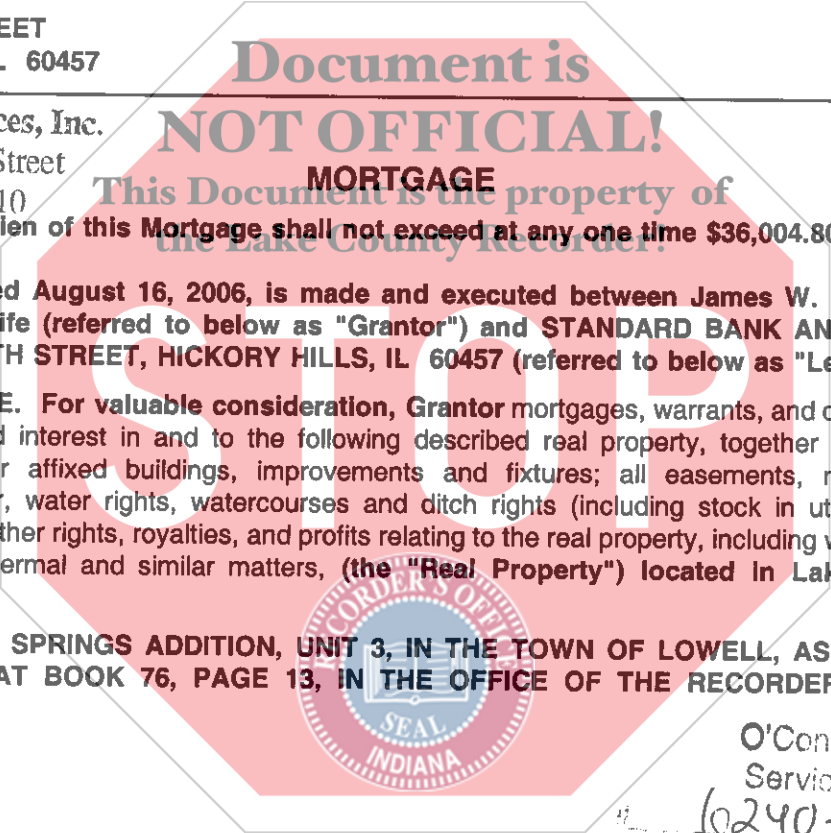 EET
L 60457
Document is
ces, Inc.
NOT OFFICIAL!
Street
MORTGAGE
10
This Document is the property of
ien of this Mortgage shall not exceed at any one time $36,004.80
the Lake County Recorder!
ed August 16, 2006, is made and executed between James W.
ife (referred to below as "Grantor") and STANDARD BANK AN
TH STREET, HICKORY HILLS, IL 60457 (referred to below as "Le
STOP
E. For valuable consideration, Grantor mortgages, warrants, and c
d interest in and to the following described real property, together
r affixed buildings, improvements and fixtures; all easements, r
, water rights, watercourses and ditch rights (including stock in ut
ther rights, royalties, and profits relating to the real property, including w
ermal and similar matters, (the "Real Property") located in Lak
RECORDER'S OFFICE
SPRINGS ADDITION, UNIT 3, IN THE TOWN OF LOWELL, AS
AT BOOK 76, PAGE 13, IN THE OFFICE OF THE RECORDER
SEAL
INDIANA
O'Con
Servic
6240-